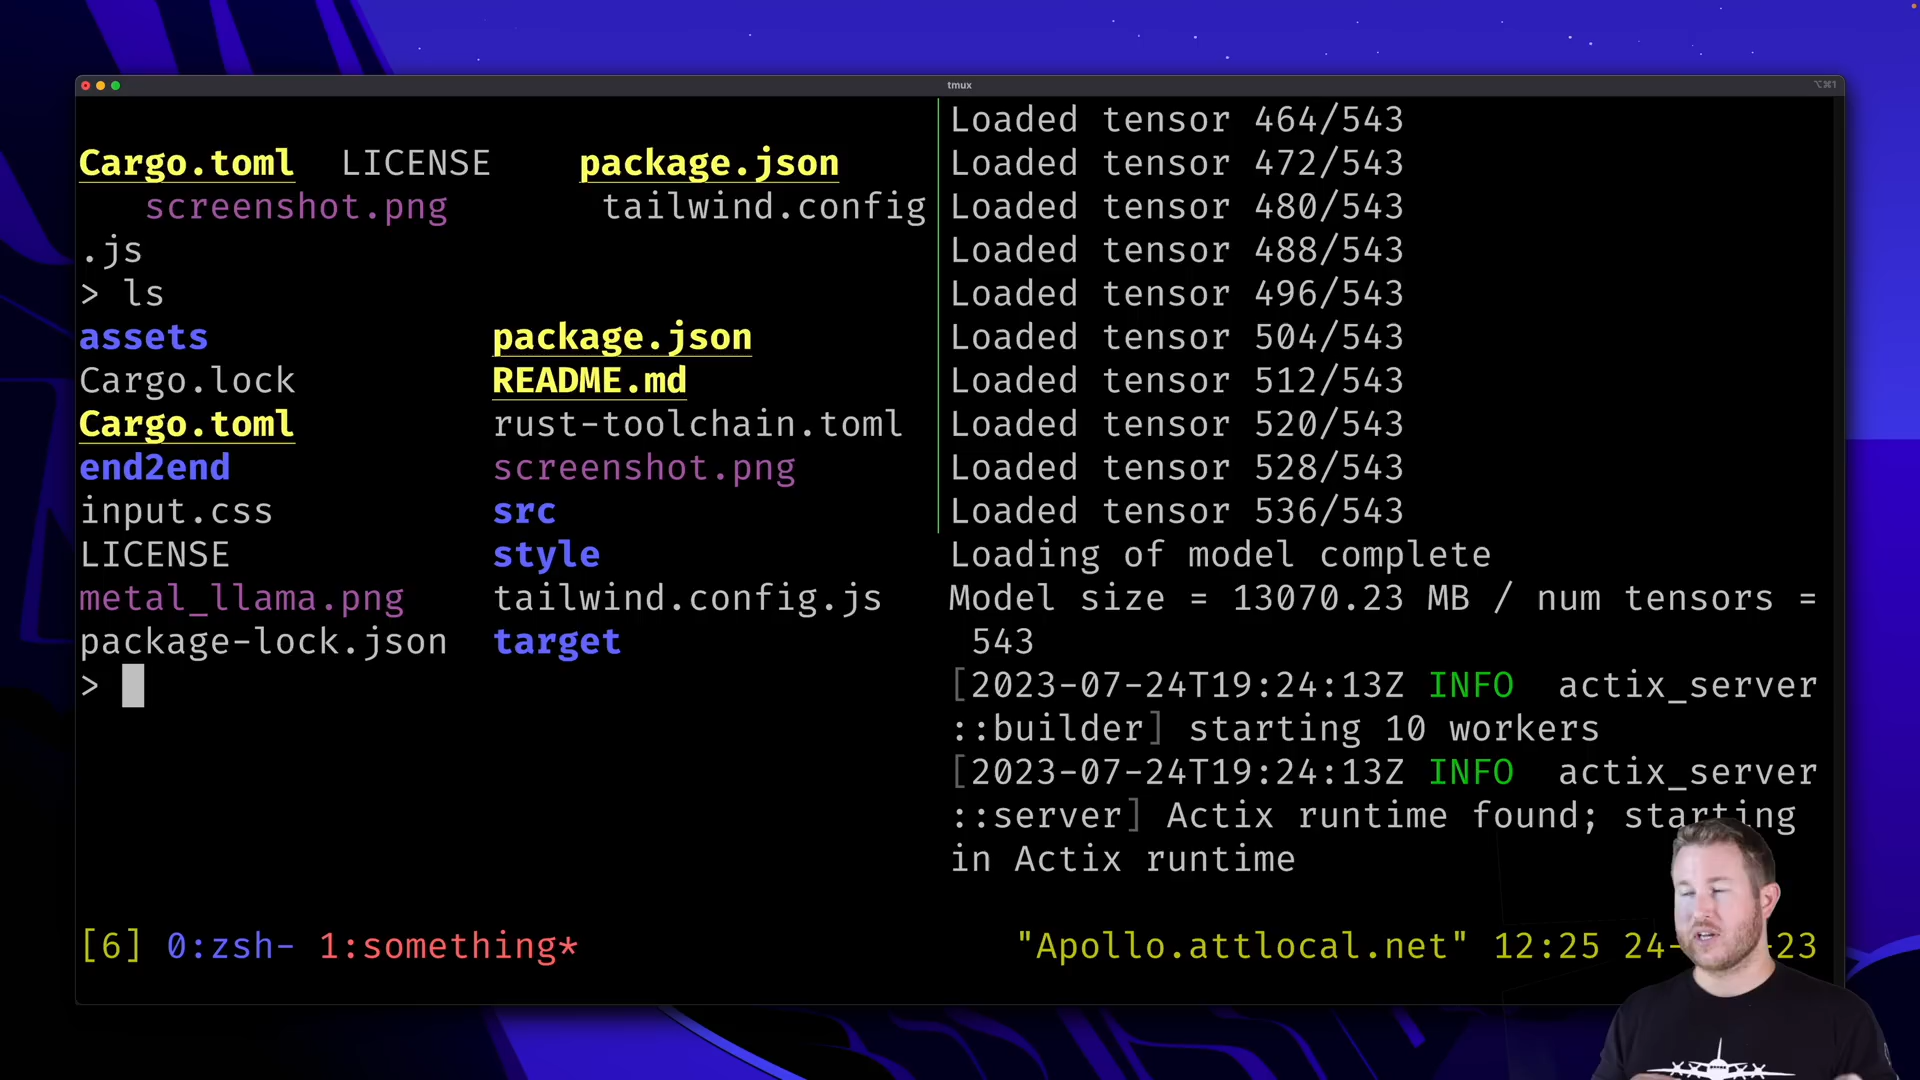 tmux
⌥⌘1
Cargo.toml LICENSE package.json
screenshot.png tailwind.config
.js
> ls
assets package.json
Cargo.lock README.md
Cargo.toml rust-toolchain.toml
end2end screenshot.png
input.css src
LICENSE style
metal_llama.png tailwind.config.js
package-lock.json target
>
Loaded tensor 464/543
Loaded tensor 472/543
Loaded tensor 480/543
Loaded tensor 488/543
Loaded tensor 496/543
Loaded tensor 504/543
Loaded tensor 512/543
Loaded tensor 520/543
Loaded tensor 528/543
Loaded tensor 536/543
Loading of model complete
Model size = 13070.23 MB / num tensors =
543
[2023-07-24T19:24:13Z INFO actix_server
::builder] starting 10 workers
[2023-07-24T19:24:13Z INFO actix_server
::server] Actix runtime found; starting
in Actix runtime
[6] 0:zsh- 1:something* "Apollo.attlocal.net" 12:25 24- 23